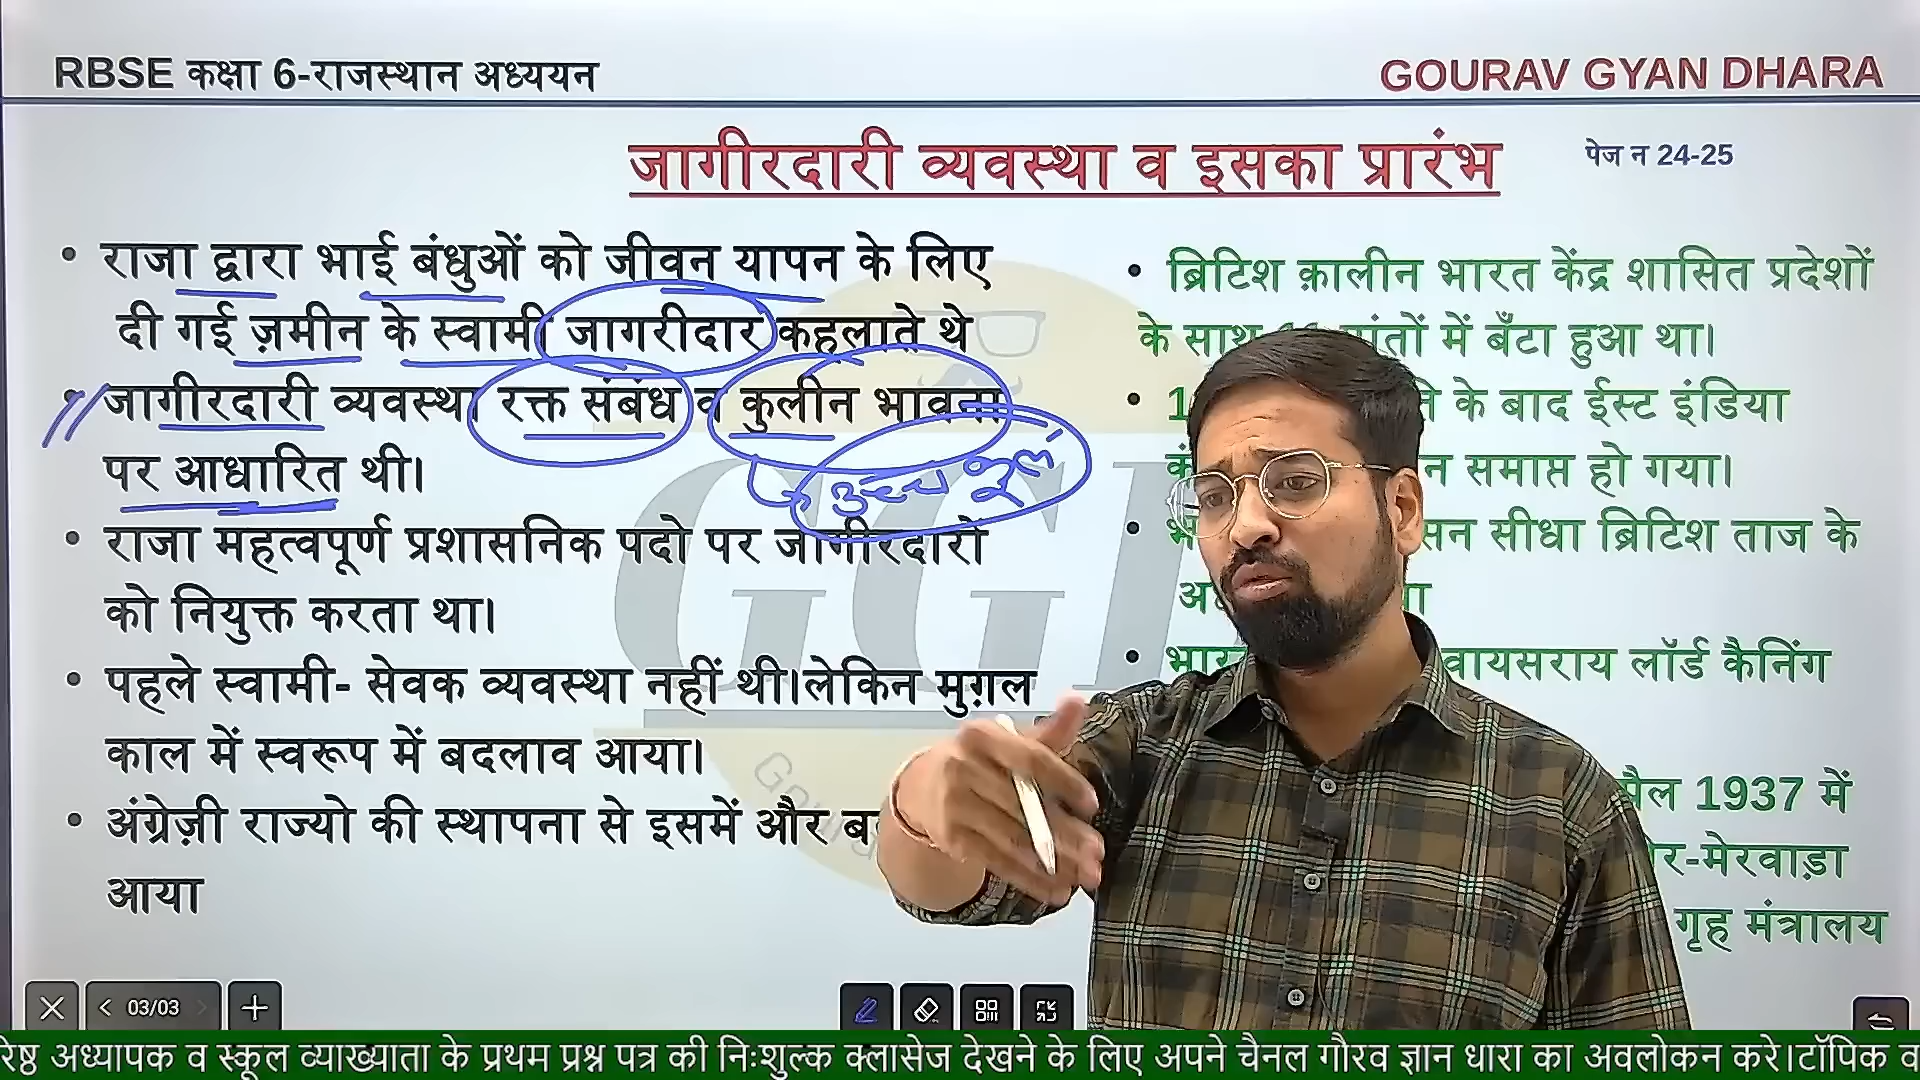 RBSE कक्षा 6-राजस्थान अध्ययन
GOURAV GYAN DHARA
जागीरदारी व्यवस्था व इसका प्रारंभ
पेज न 24-25
• राजा द्वारा भाई बंधुओं को जीवन यापन के लिए
दी गई ज़मीन के स्वामी जागरीदार कहलाते थे
• जागीरदारी व्यवस्था रक्त संबंध व कुलीन भावना
पर आधारित थी।
उच्च कुल
• राजा महत्वपूर्ण प्रशासनिक पदो पर जागीरदारो
को नियुक्त करता था।
• पहले स्वामी- सेवक व्यवस्था नहीं थी।लेकिन मुग़ल
काल में स्वरूप में बदलाव आया।
• अंग्रेज़ी राज्यो की स्थापना से इसमें और
आया
• ब्रिटिश क़ालीन भारत केंद्र शासित प्रदेशों
के साथ में बँटा हुआ था।
• के बाद ईस्ट इंडिया
समाप्त हो गया।
• सीधा ब्रिटिश ताज के
• वायसराय लॉर्ड कैनिंग
1937 में
गृह मंत्रालय
GG
03/03
अध्यापक व स्कूल व्याख्याता के प्रथम प्रश्न पत्र की निःशुल्क क्लासेज देखने के लिए अपने चैनल गौरव ज्ञान धारा का अवलोकन करे।टॉपिक